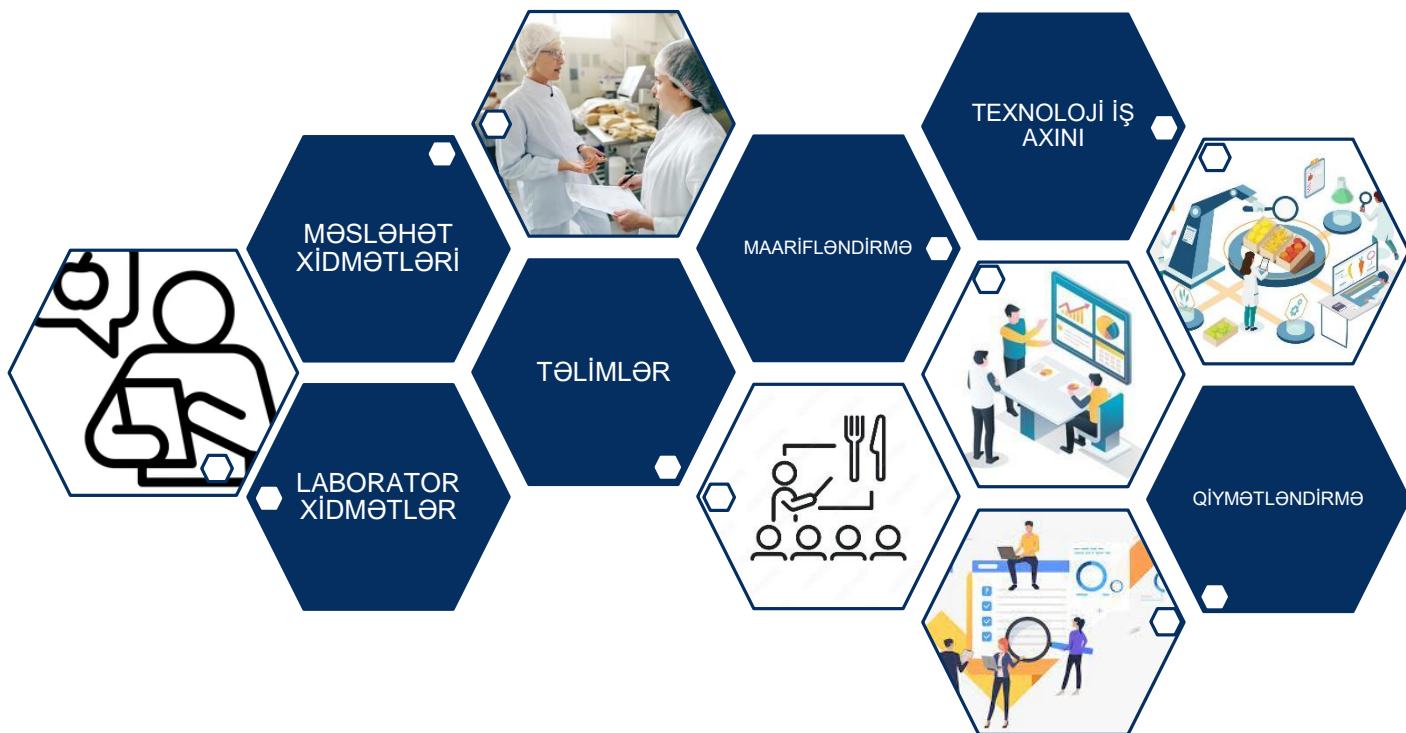 MƏSLƏHƏT
XİDMƏTLƏRİ
LABORATOR
XİDMƏTLƏR
TƏLİMLƏR
MAARİFLƏNDİRMƏ
TEXNOLOJİ İŞ
AXINI
QİYMƏTLƏNDİRMƏ